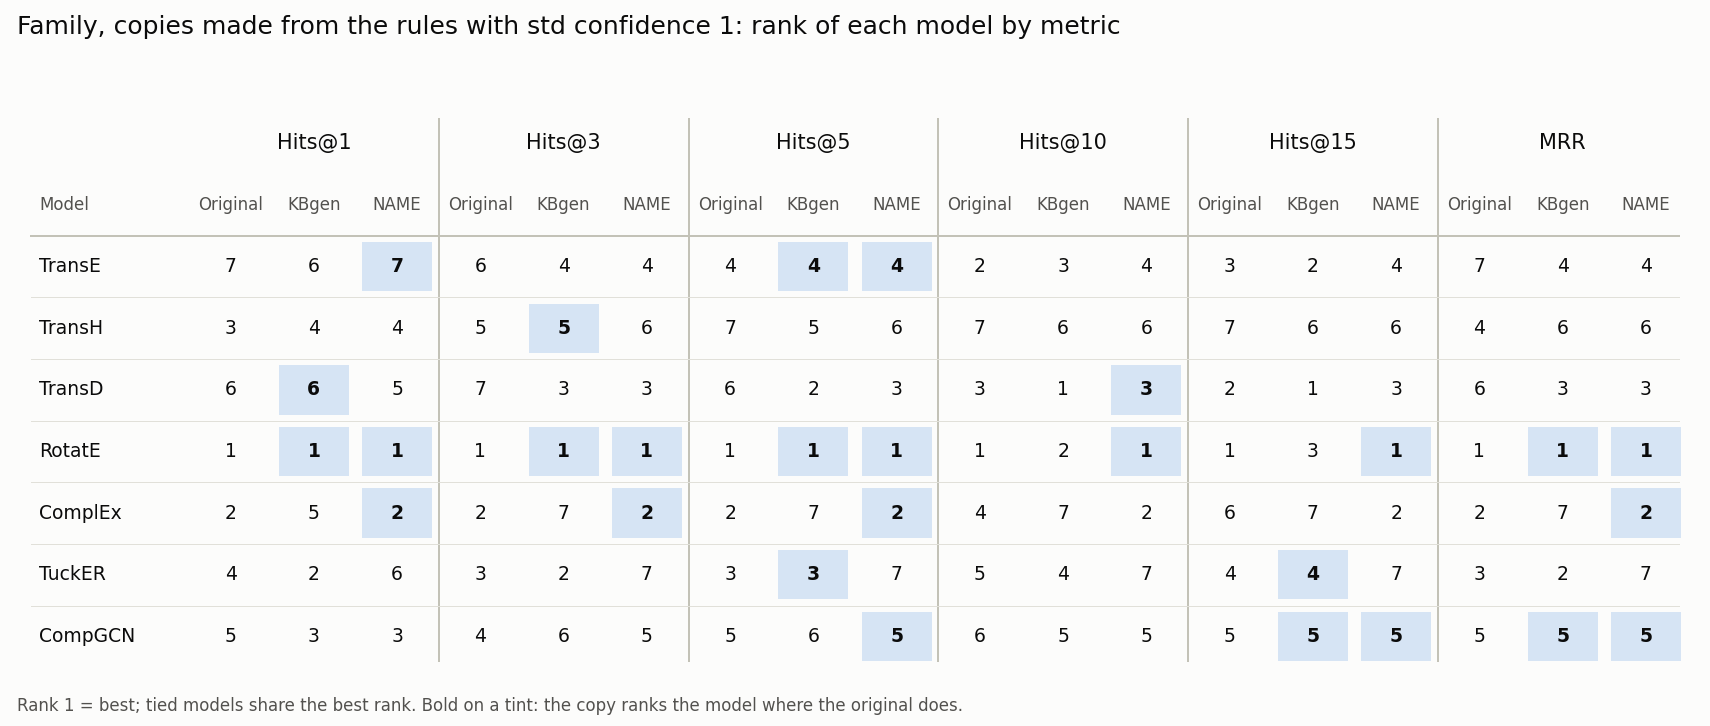 Family, copies made from the rules with std confidence 1: rank of each model by metric
Hits@1 Hits@3 Hits@5 Hits@10 Hits@15 MRR
Model Original KBgen NAME Original KBgen NAME Original KBgen NAME Original KBgen NAME Original KBgen NAME Original KBgen NAME
TransE 7 6 7 6 4 4 4 4 4 2 3 4 3 2 4 7 4 4
TransH 3 4 4 5 5 6 7 5 6 7 6 6 7 6 6 4 6 6
TransD 6 6 5 7 3 3 6 2 3 3 1 3 2 1 3 6 3 3
RotatE 1 1 1 1 1 1 1 1 1 1 2 1 1 3 1 1 1 1
ComplEx 2 5 2 2 7 2 2 7 2 4 7 2 6 7 2 2 7 2
TuckER 4 2 6 3 2 7 3 3 7 5 4 7 4 4 7 3 2 7
CompGCN 5 3 3 4 6 5 5 6 5 6 5 5 5 5 5 5 5 5
Rank 1 = best; tied models share the best rank. Bold on a tint: the copy ranks the model where the original does.